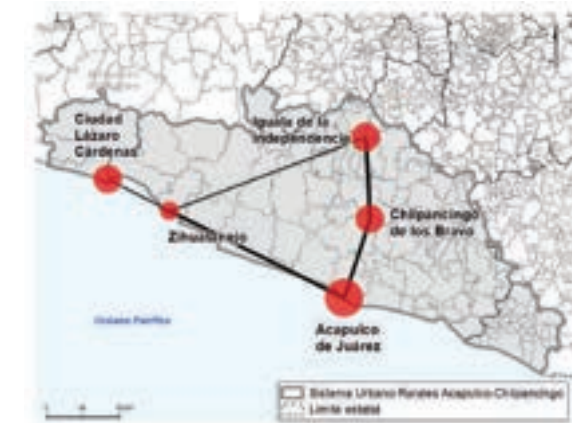 Ciudad
Lázaro
Cárdenas
Iguala de la
Independencia
Zihuatanejo
Chilpancingo
de los Bravo
Acapulco
de Juárez
Océano Pacífico
Sistema Urbano Rurales Acapulco-Chilpancingo
Límite estatal